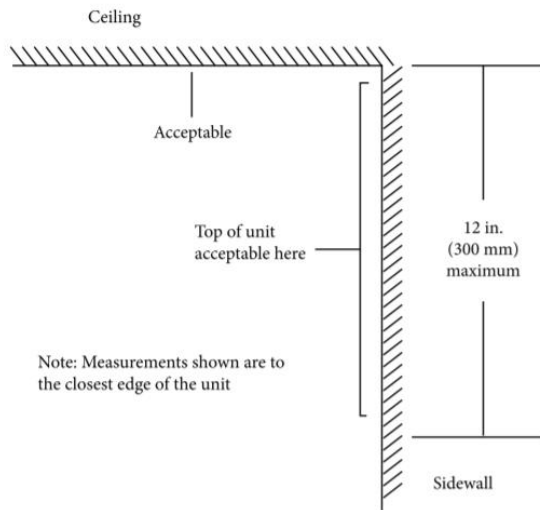 Ceiling
Acceptable
Top of unit
acceptable here
12 in.
(300 mm)
maximum
Note: Measurements shown are to
the closest edge of the unit
Sidewall